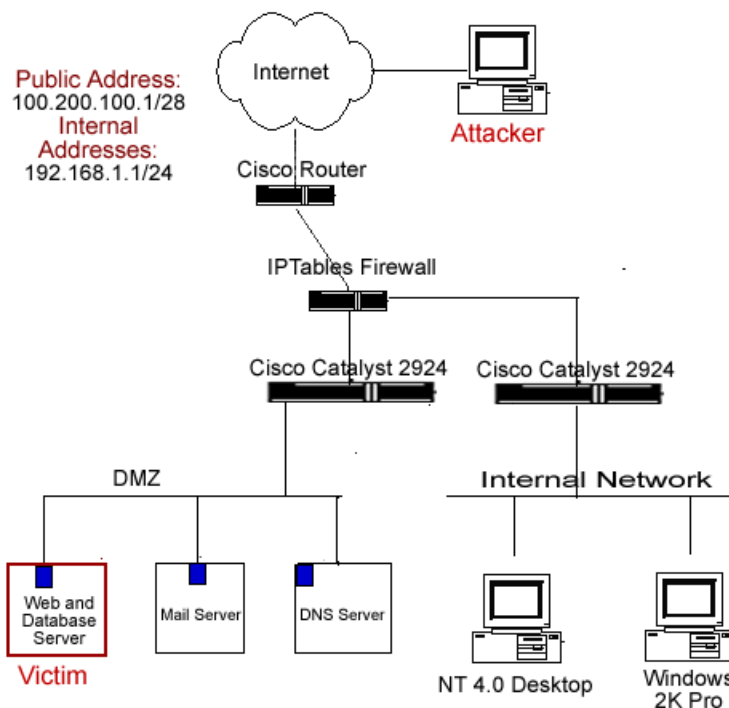 Internet
Public Address:
100.200.100.1/28
Internal
Addresses:
192.168.1.1/24
Attacker
Cisco Router
IPTables Firewall
Cisco Catalyst 2924
Cisco Catalyst 2924
DMZ
Internal Network
Web and
Database
Server
Mail Server
DNS Server
Victim
NT 4.0 Desktop
Windows
2K Pro